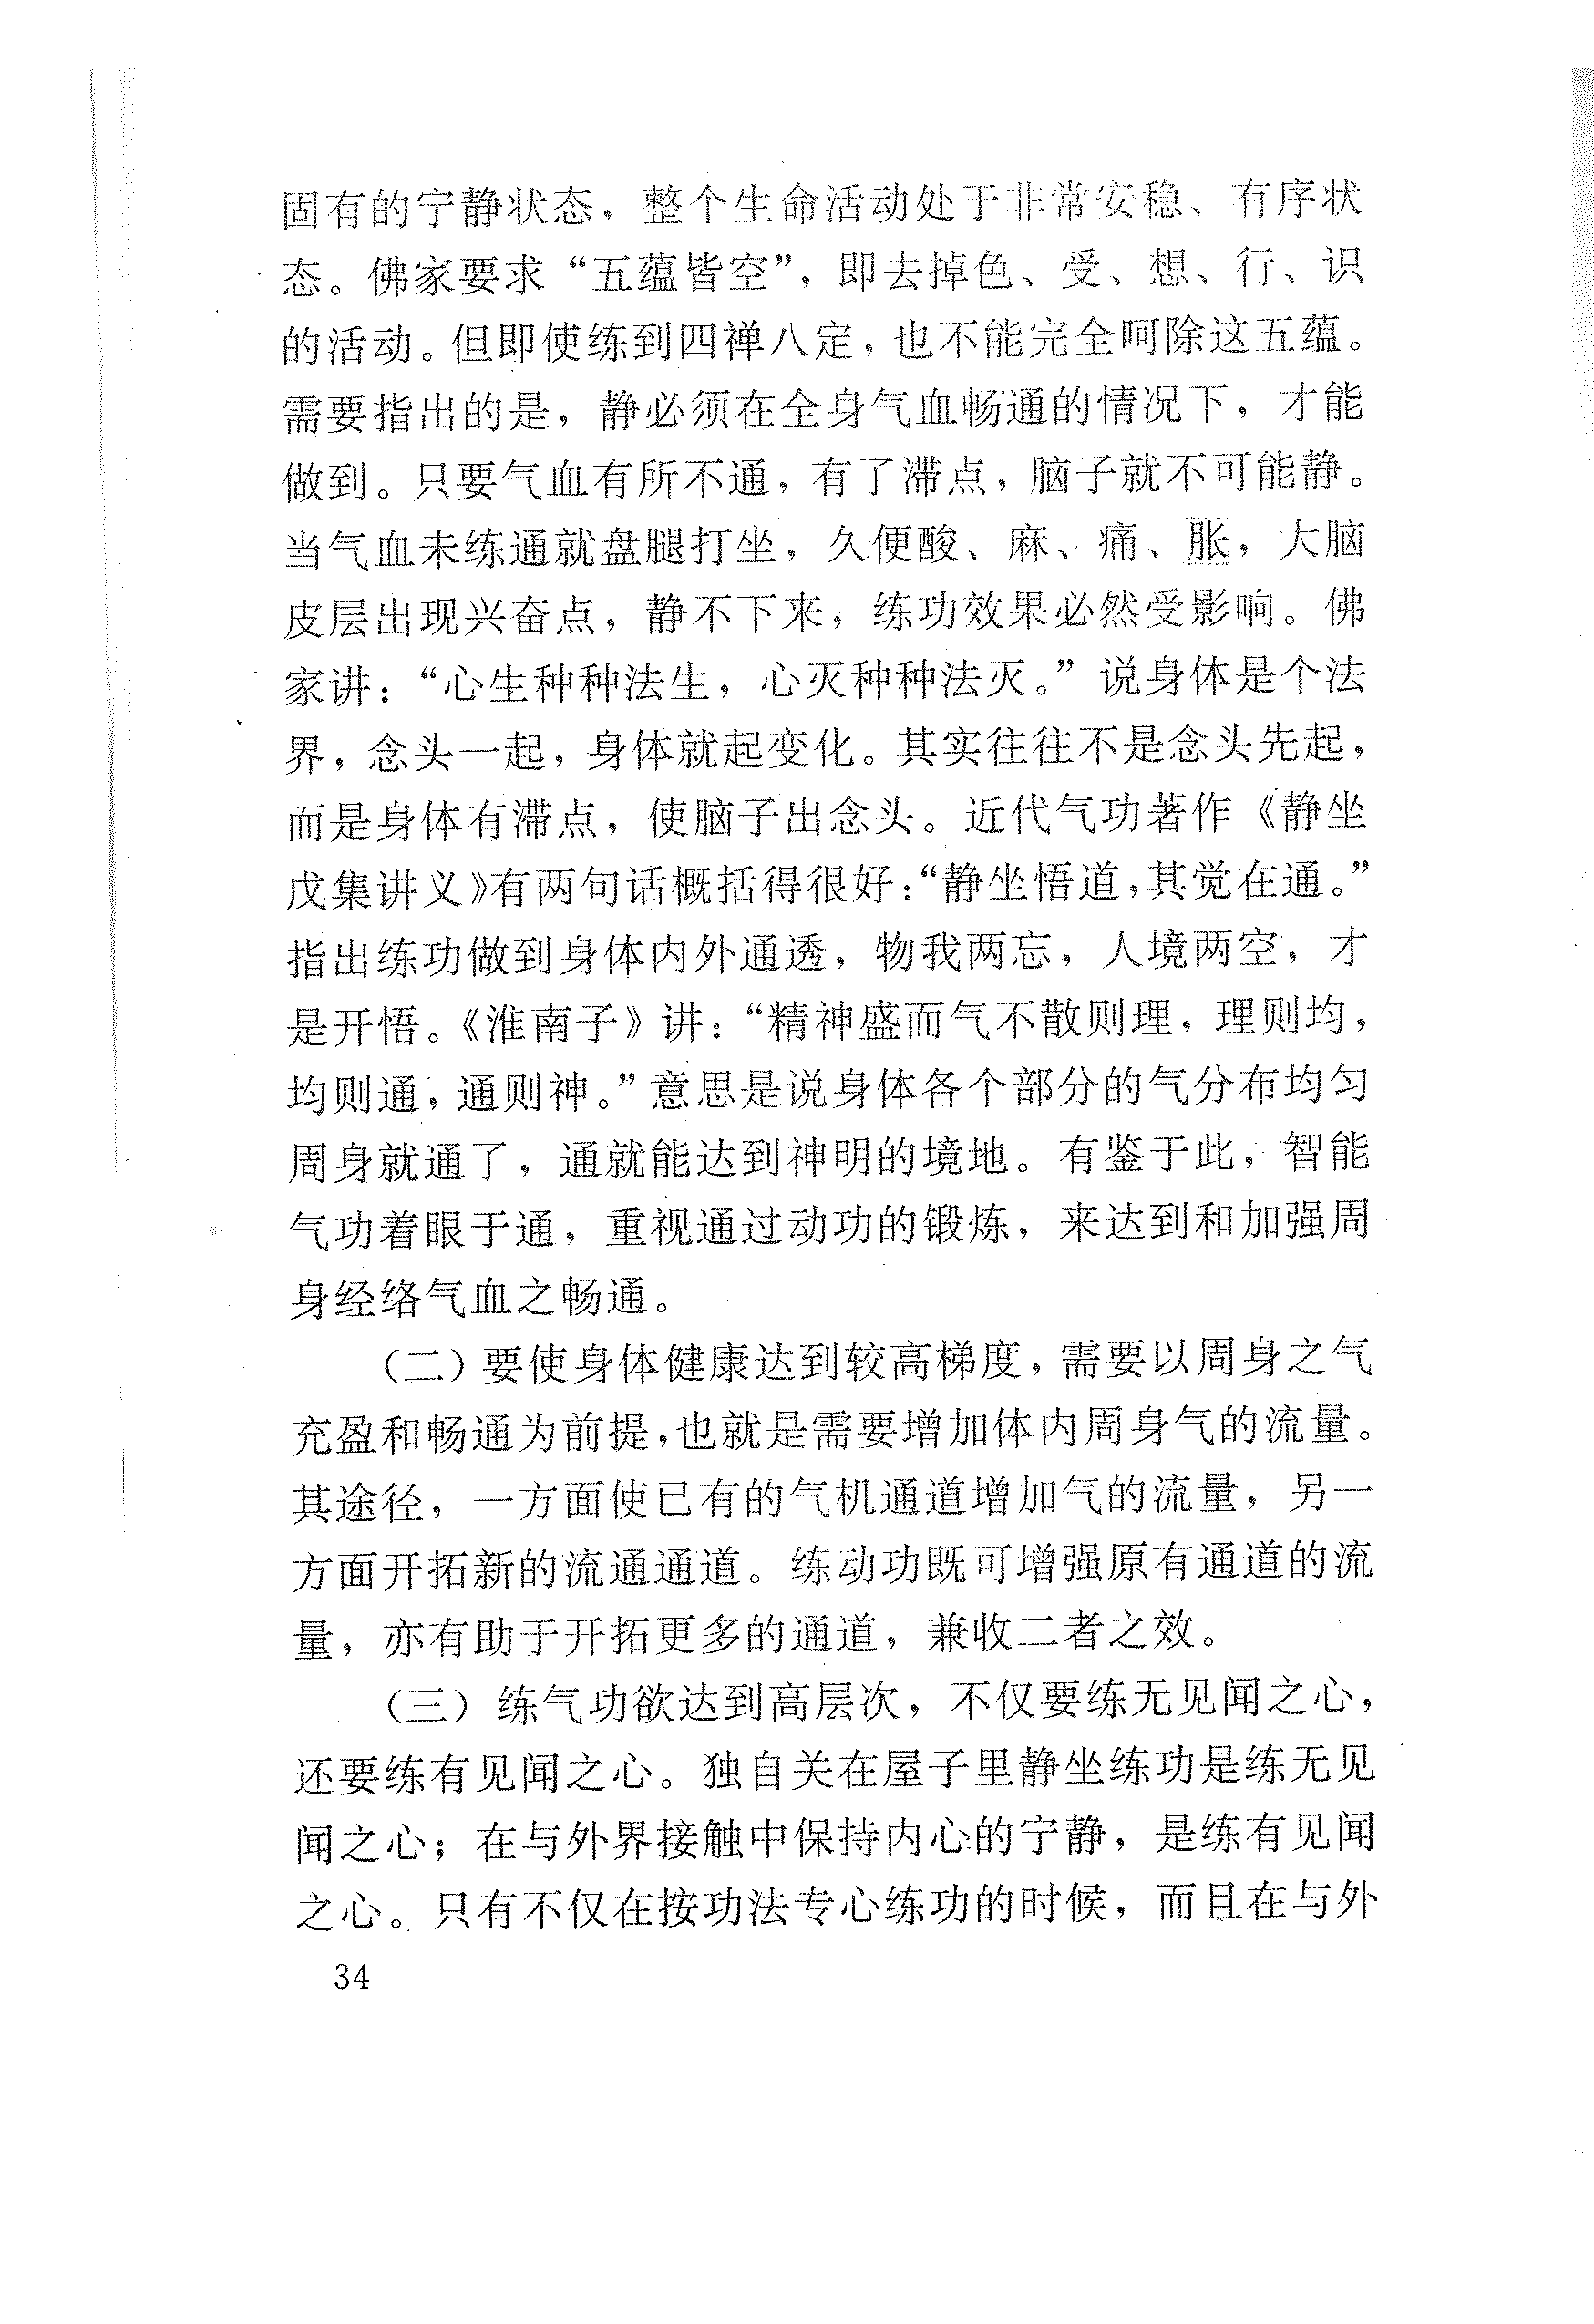 固有的宁静状态，整个生命活动处于非常安稳、有序状
态。佛家要求“五蕴皆空”，即去掉色、受、想、行、识
的活动。但即使练到四禅八定，也不能完全呵除这五蕴。
需要指出的是，静必须在全身气血畅通的情况下，才能
做到。只要气血有所不通，有了滞点，脑子就不可能静。
当气血未练通就盘腿打坐，久便酸、麻、痛、胀，大脑
皮层出现兴奋点，静不下来，练功效果必然受影响。佛
家讲：“心生种种法生，心灭种种法灭。”说身体是个法
界，念头一起，身体就起变化。其实往往不是念头先起，
而是身体有滞点，使脑子出念头。近代气功著作《静坐
戊集讲义》有两句话概括得很好：“静坐悟道，其觉在通。”
指出练功做到身体内外通透，物我两忘，人境两空，才
是开悟。《淮南子》讲：“精神盛而气不散则理，理则均，
均则通，通则神。”意思是说身体各个部分的气分布均匀
周身就通了，通就能达到神明的境地。有鉴于此，智能
气功着眼于通，重视通过动功的锻炼，来达到和加强周
身经络气血之畅通。
（二）要使身体健康达到较高梯度，需要以周身之气
充盈和畅通为前提，也就是需要增加体内周身气的流量。
其途径，一方面使已有的气机通道增加气的流量，另一
方面开拓新的流通通道。练动功既可增强原有通道的流
量，亦有助于开拓更多的通道，兼收二者之效。
（三）练气功欲达到高层次，不仅要练无见闻之心，
还要练有见闻之心。独自关在屋子里静坐练功是练无见
闻之心；在与外界接触中保持内心的宁静，是练有见闻
之心。只有不仅在按功法专心练功的时候，而且在与外
34